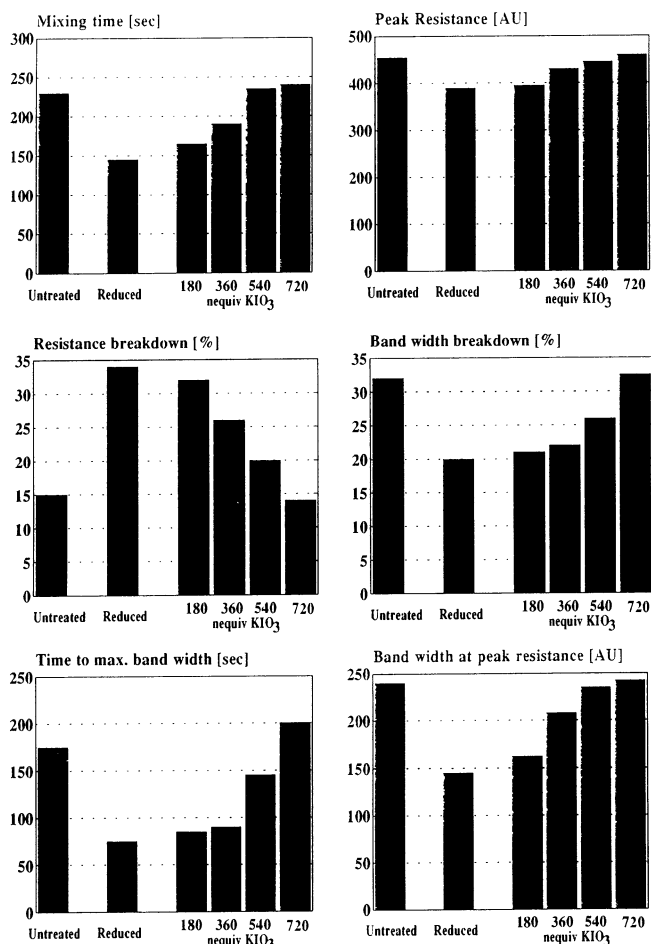 Mixing time [sec]
300
250
200
150
100
50
0
Untreated Reduced 180 360 540 720
nequiv KIO3
Peak Resistance [AU]
500
400
300
200
100
0
Untreated Reduced 180 360 540 720
nequiv KIO3
Resistance breakdown [%]
35
30
25
20
15
10
5
0
Untreated Reduced 180 360 540 720
nequiv KIO3
Band width breakdown [%]
35
30
25
20
15
10
5
0
Untreated Reduced 180 360 540 720
nequiv KIO3
Time to max. band width [sec]
250
200
150
100
50
0
Untreated Reduced 180 360 540 720
nequiv KIO3
Band width at peak resistance [AU]
250
200
150
100
50
0
Untreated Reduced 180 360 540 720
nequiv KIO3